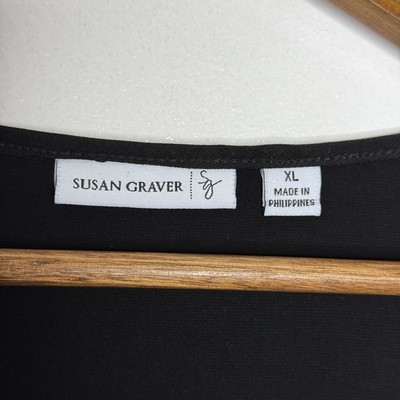 SUSAN GRAVER sg
XL
MADE IN
PHILIPPINES